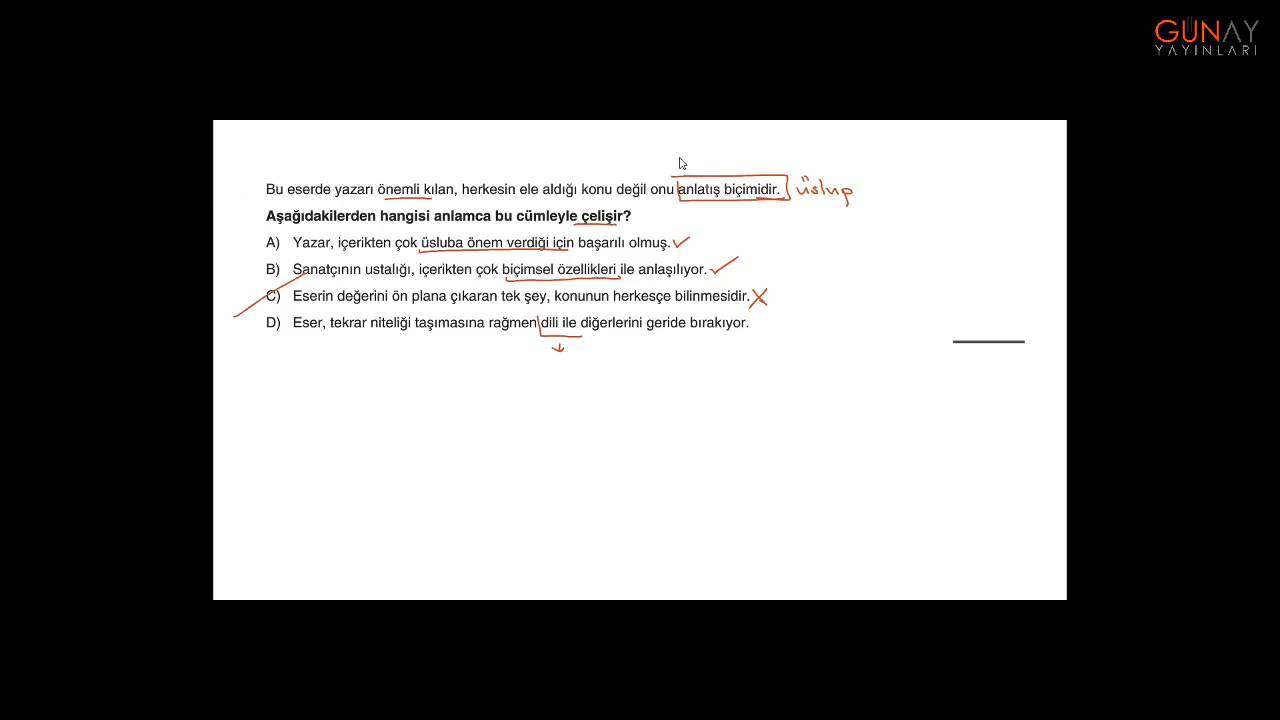 GÜNAY
YAYINLARI
Bu eserde yazarı önemli kılan, herkesin ele aldığı konu değil onu anlatış biçimidir. üslup
Aşağıdakilerden hangisi anlamca bu cümleyle çelişir?
A) Yazar, içerikten çok üsluba önem verdiği için başarılı olmuş.
B) Sanatçının ustalığı, içerikten çok biçimsel özellikleri ile anlaşılıyor.
C) Eserin değerini ön plana çıkaran tek şey, konunun herkesçe bilinmesidir.
D) Eser, tekrar niteliği taşımasına rağmen dili ile diğerlerini geride bırakıyor.